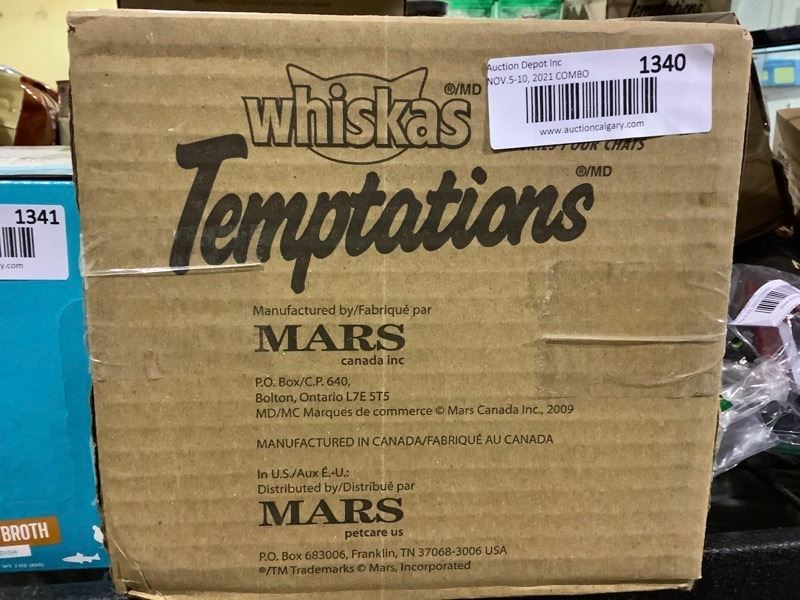 Temptations
Auction Depot Inc
NOV.5-10, 2021 COMBO
1340
www.auctioncalgary.com
whiskas ®/MD
POUR CHATS
Temptations ®/MD
1341
y.com
Manufactured by/Fabriqué par
MARS
canada inc
P.O. Box/C.P. 640,
Bolton, Ontario L7E 5T5
MD/MC Marques de commerce © Mars Canada Inc., 2009
MANUFACTURED IN CANADA/FABRIQUÉ AU CANADA
In U.S./Aux É.-U.:
Distributed by/Distribué par
MARS
petcare us
P.O. Box 683006, Franklin, TN 37068-3006 USA
®/TM Trademarks © Mars, Incorporated
BROTH